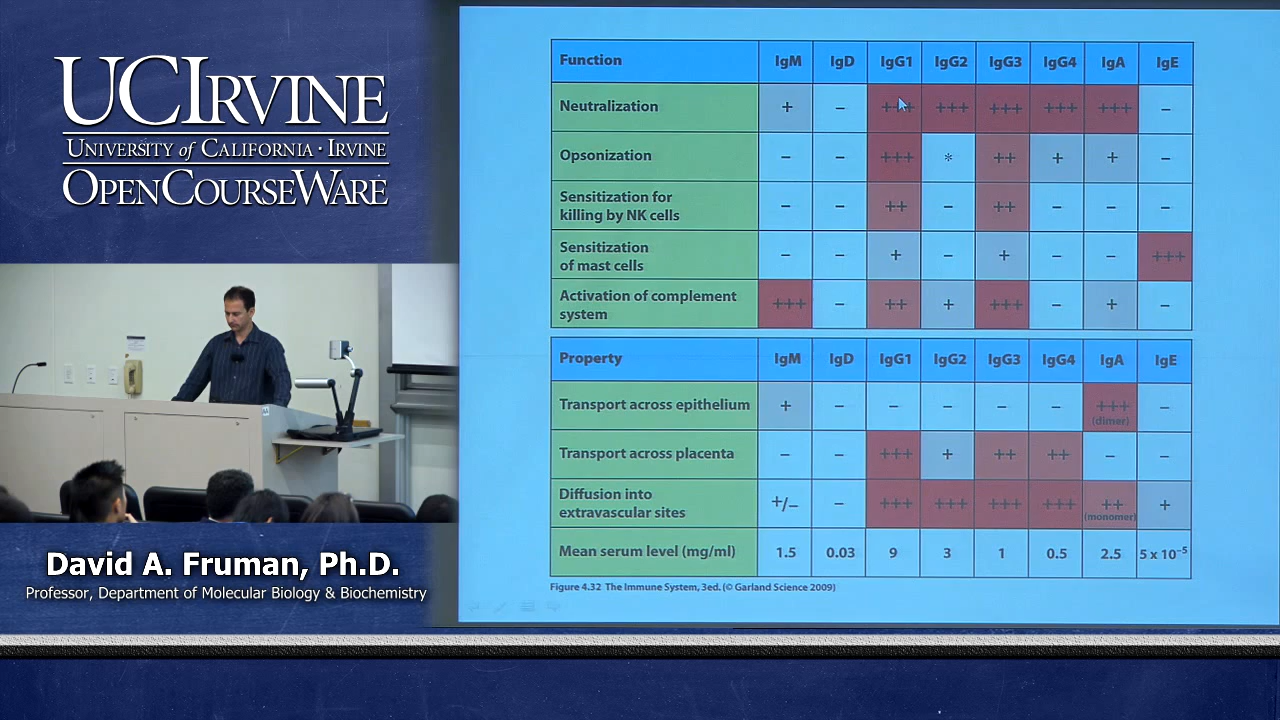 UCIRVINE
UNIVERSITY of CALIFORNIA · IRVINE
OPENCOURSEWARE
David A. Fruman, Ph.D.
Professor, Department of Molecular Biology & Biochemistry
Function IgM IgD IgG1 IgG2 IgG3 IgG4 IgA IgE
Neutralization + – +++ +++ +++ +++ +++ –
Opsonization – – +++ * ++ + + –
Sensitization for
killing by NK cells – – ++ – ++ – – –
Sensitization
of mast cells – – + – + – – +++
Activation of complement
system +++ – ++ + +++ – + –
Property IgM IgD IgG1 IgG2 IgG3 IgG4 IgA IgE
Transport across epithelium + – – – – – +++ (dimer) –
Transport across placenta – – +++ + ++ ++ – –
Diffusion into
extravascular sites +/– – +++ +++ +++ +++ ++ (monomer) +
Mean serum level (mg/ml) 1.5 0.03 9 3 1 0.5 2.5 5 x 10⁻⁵
Figure 4.32 The Immune System, 3ed. (© Garland Science 2009)